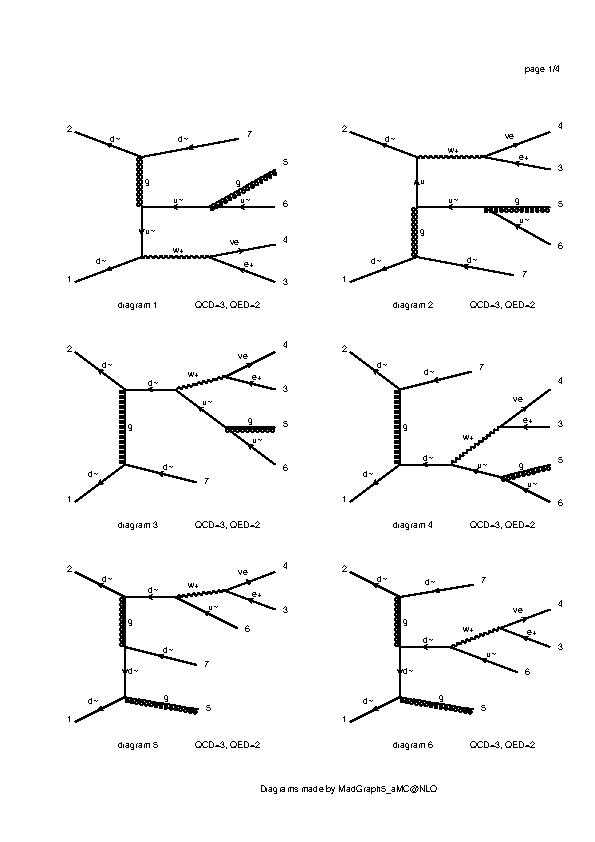 page 1/4
2
d~
d~
7
g
g
5
u~
u~
6
u~
ve
4
w+
d~
e+
1
3
diagram 1 QCD=3, QED=2
2
d~
ve
4
w+
e+
3
u
u~
g
5
g
u~
6
d~
d~
1
7
diagram 2 QCD=3, QED=2
2
d~
ve
4
w+
e+
d~
3
u~
g
g
5
u~
d~
d~
6
7
1
diagram 3 QCD=3, QED=2
2
d~
d~
7
ve
4
g
w+
e+
3
d~
d~
u~
g
5
u~
1
6
diagram 4 QCD=3, QED=2
2
d~
ve
4
w+
d~
e+
u~
3
g
6
d~
7
d~
d~
g
5
1
diagram 5 QCD=3, QED=2
2
d~
d~
7
ve
4
g
w+
e+
d~
3
u~
6
d~
d~
g
5
1
diagram 6 QCD=3, QED=2
Diagrams made by MadGraph5_aMC@NLO